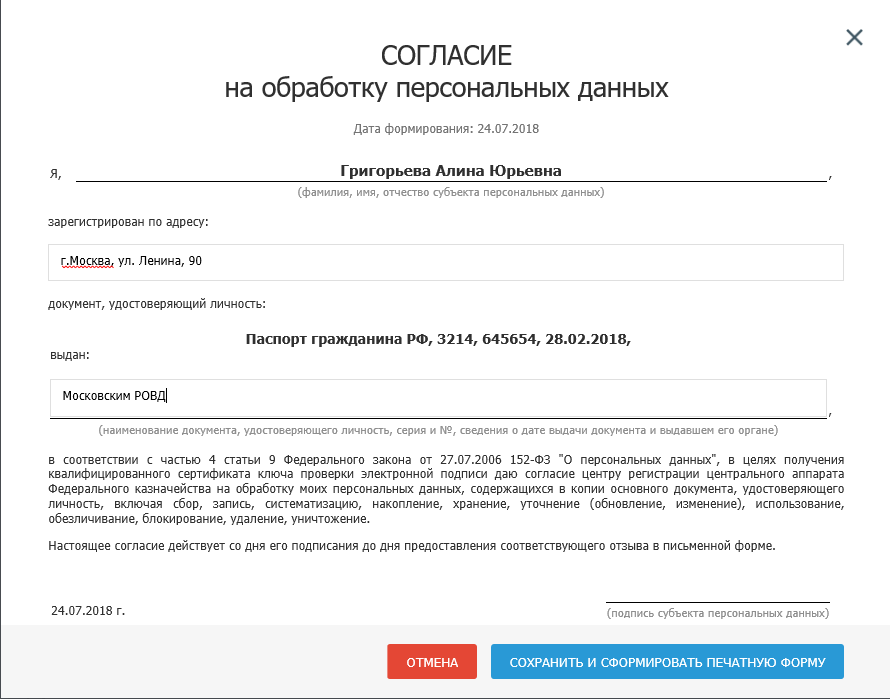 СОГЛАСИЕ
на обработку персональных данных
Дата формирования: 24.07.2018
Я, Григорьева Алина Юрьевна,
(фамилия, имя, отчество субъекта персональных данных)
зарегистрирован по адресу:
г.Москва, ул. Ленина, 90
документ, удостоверяющий личность:
Паспорт гражданина РФ, 3214, 645654, 28.02.2018,
выдан:
Московским РОВД
,
(наименование документа, удостоверяющего личность, серия и №, сведения о дате выдачи документа и выдавшем его органе)
в соответствии с частью 4 статьи 9 Федерального закона от 27.07.2006 152-ФЗ "О персональных данных", в целях получения
квалифицированного сертификата ключа проверки электронной подписи даю согласие центру регистрации центрального аппарата
Федерального казначейства на обработку моих персональных данных, содержащихся в копии основного документа, удостоверяющего
личность, включая сбор, запись, систематизацию, накопление, хранение, уточнение (обновление, изменение), использование,
обезличивание, блокирование, удаление, уничтожение.
Настоящее согласие действует со дня его подписания до дня предоставления соответствующего отзыва в письменной форме.
24.07.2018 г.
(подпись субъекта персональных данных)
ОТМЕНА
СОХРАНИТЬ И СФОРМИРОВАТЬ ПЕЧАТНУЮ ФОРМУ